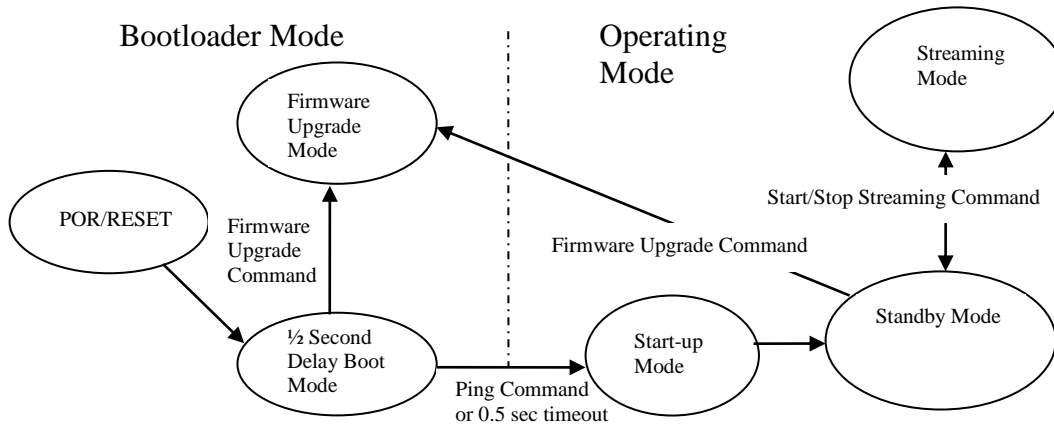 Bootloader Mode
Operating
Mode
Streaming
Mode
Firmware
Upgrade
Mode
POR/RESET
Firmware
Upgrade
Command
Start/Stop Streaming Command
Firmware Upgrade Command
½ Second
Delay Boot
Mode
Start-up
Mode
Standby Mode
Ping Command
or 0.5 sec timeout